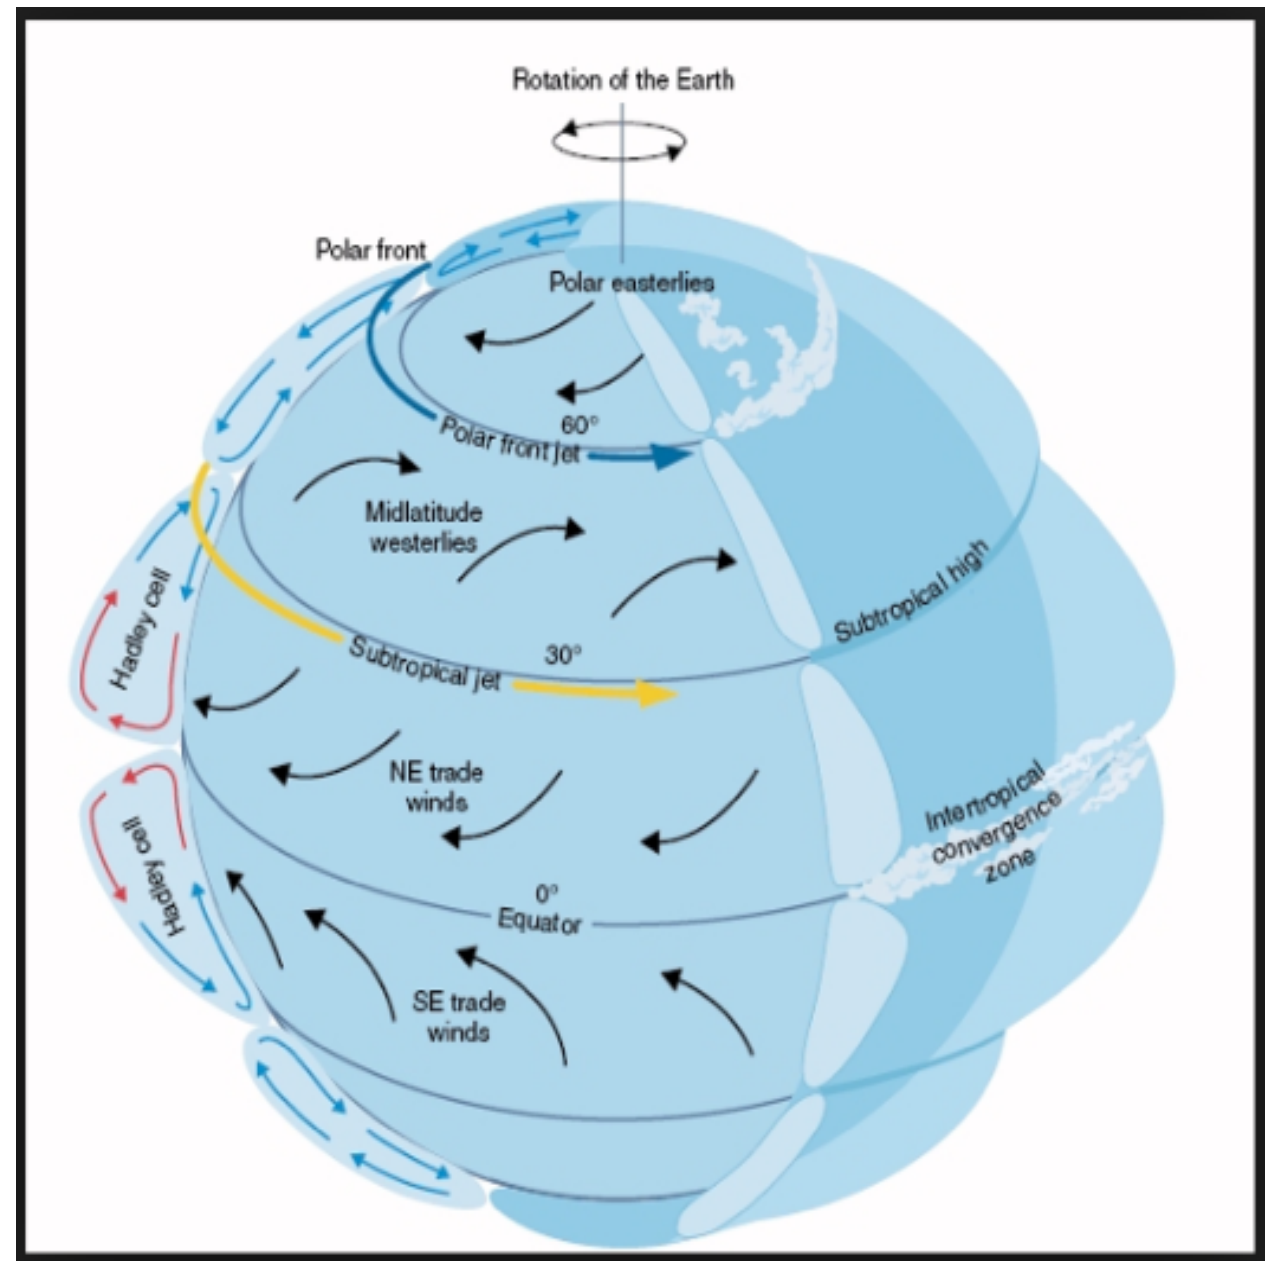 Rotation of the Earth
Polar front
Polar easterlies
60°
Polar front jet
Midlatitude
westerlies
Subtropical high
Hadley cell
30°
Subtropical jet
NE trade
winds
Intertropical
convergence
zone
Hadley cell
0°
Equator
SE trade
winds